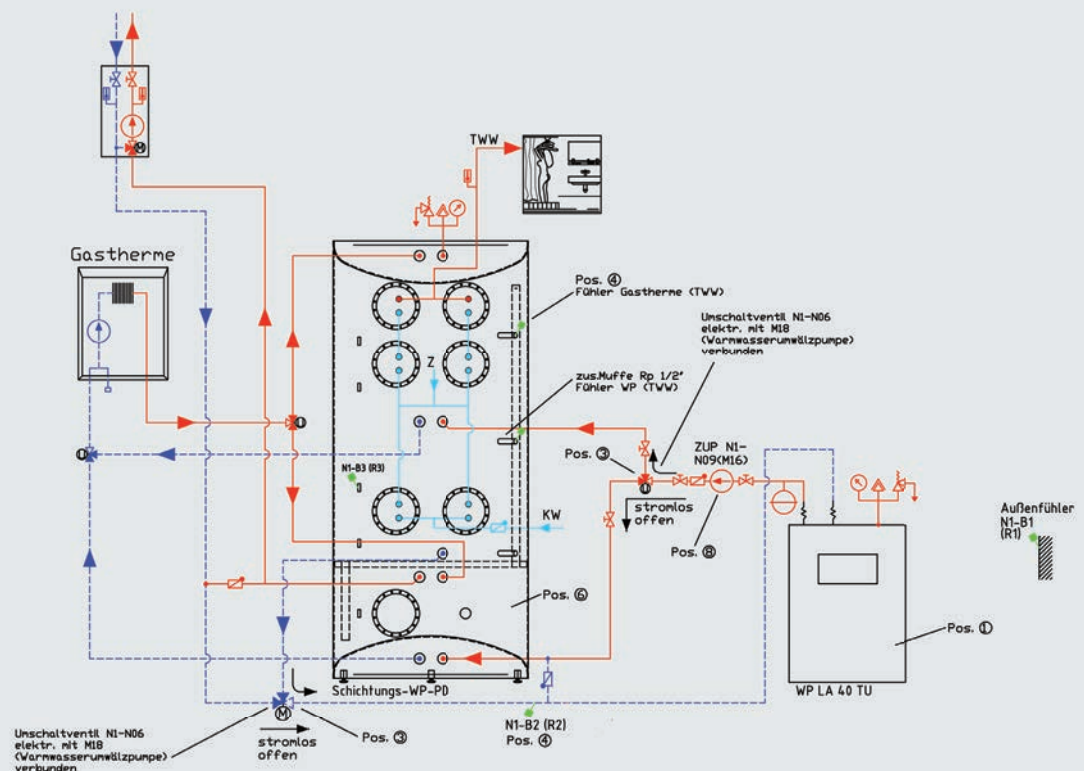 TWW
Gastherme
Pos. ④
Fühler Gastherme (TWW)
Umschaltventil N1-N06
elektr. mit M18
(Warmwasserumwälzpumpe)
verbunden
Z
zus.Muffe Rp 1/2"
Fühler WP (TWW)
ZUP N1-
N09(M16)
Pos. ③
N1-B3 (R3)
stromlos
offen
KW
Pos. ⑧
Außenfühler
N1-B1
(R1)
Pos. ⑥
Pos. ①
M
U
U
U
Schichtungs-WP-PD
WP LA 40 TU
M
N1-B2 (R2)
Pos. ④
Pos. ③
stromlos
offen
Umschaltventil N1-N06
elektr. mit M18
(Warmwasserumwälzpumpe)
verbunden